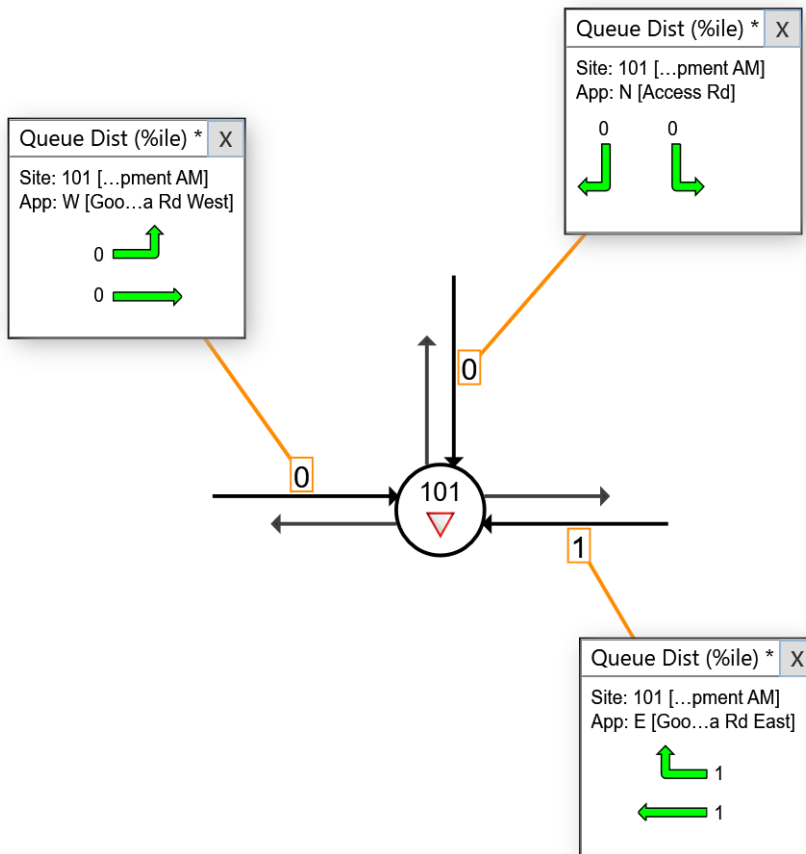 Queue Dist (%ile) * X
Site: 101 […pment AM]
App: N [Access Rd]
0 0
Queue Dist (%ile) * X
Site: 101 […pment AM]
App: W [Goo…a Rd West]
0
0
0
0
101
1
Queue Dist (%ile) * X
Site: 101 […pment AM]
App: E [Goo…a Rd East]
1
1